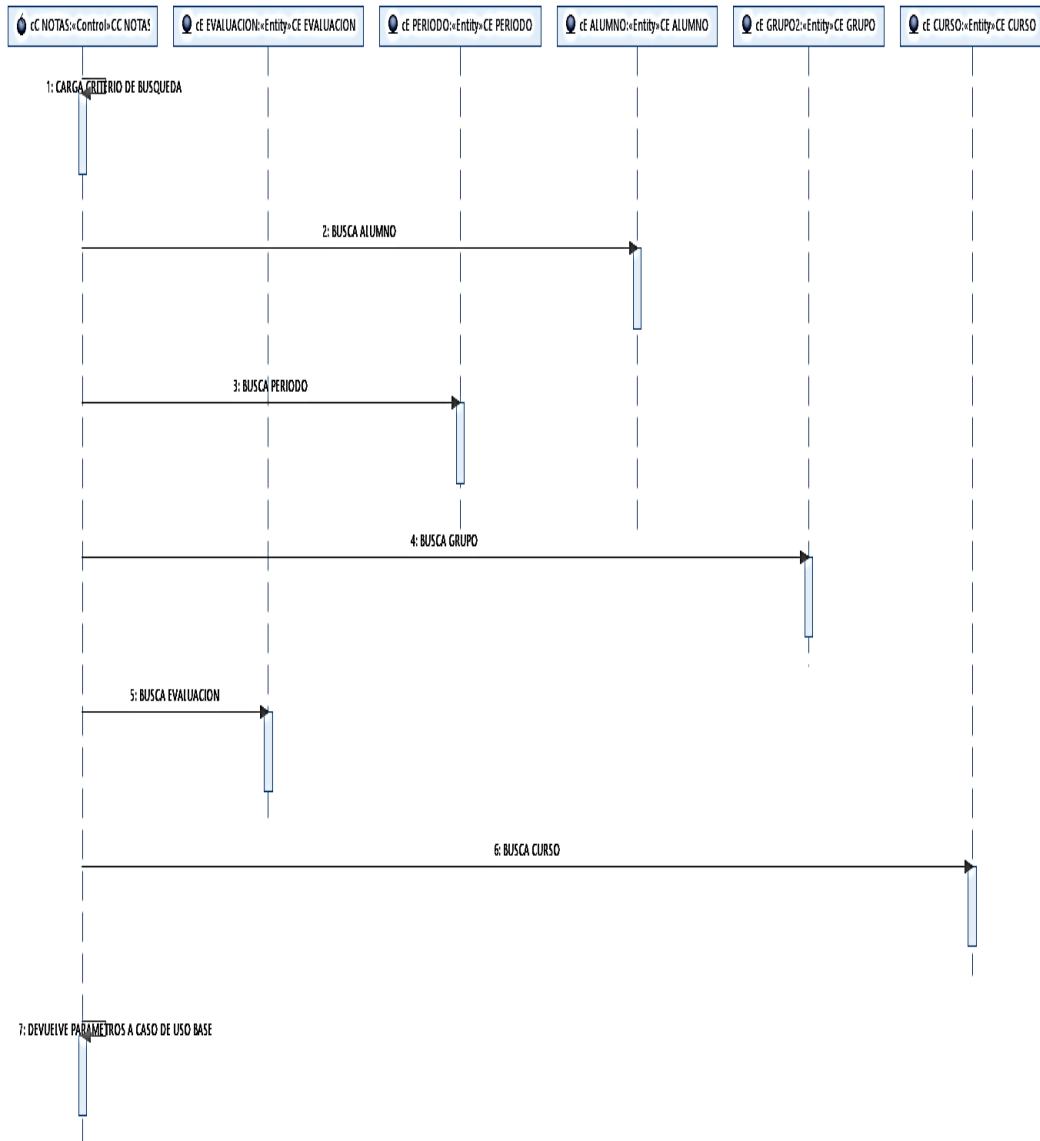 cC NOTAS:«Control»CC NOTAS
cE EVALUACION:«Entity»CE EVALUACION
cE PERIODO:«Entity»CE PERIODO
cE ALUMNO:«Entity»CE ALUMNO
cE GRUPO2:«Entity»CE GRUPO
cE CURSO:«Entity»CE CURSO
1: CARGA CRITERIO DE BUSQUEDA
2: BUSCA ALUMNO
3: BUSCA PERIODO
4: BUSCA GRUPO
5: BUSCA EVALUACION
6: BUSCA CURSO
7: DEVUELVE PARAMETROS A CASO DE USO BASE